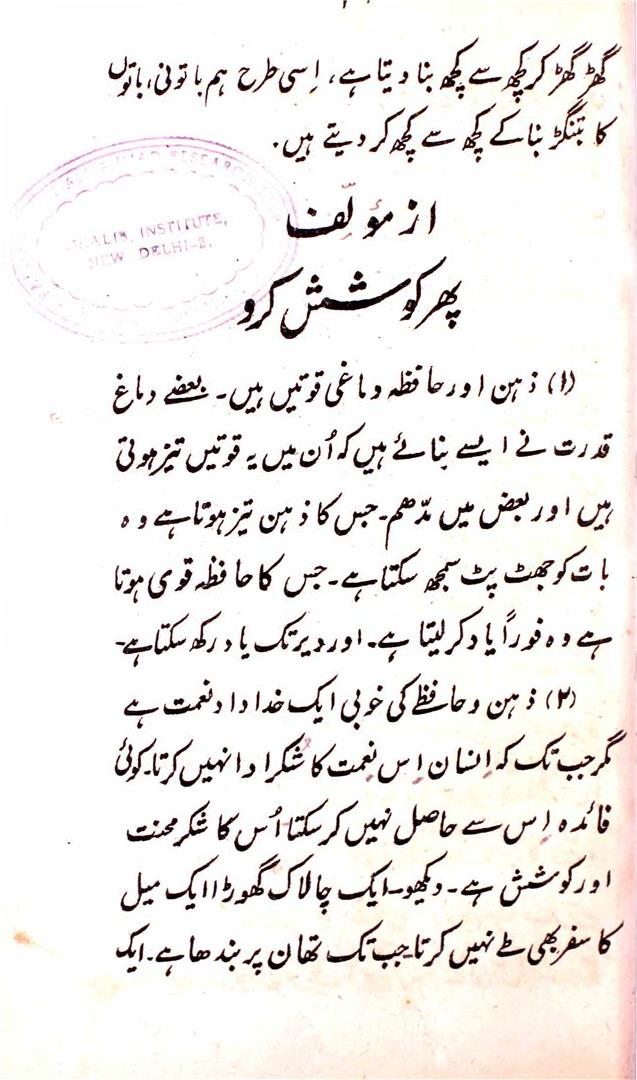 گھڑ گھڑ کر کچھ سے کچھ بنا دیتا ہے، اِسی طرح ہم باتونی، باتوں
کا بتنگڑ بنا کے کچھ سے کچھ کر دیتے ہیں۔
INSTITUTE,
NEW DELHI-2.
از مؤلّف
پھر کوشش کرو
(۱) ذہن اور حافظہ دماغی قوتیں ہیں۔ بعضے دماغ
قدرت نے ایسے بنائے ہیں کہ اُن میں یہ قوتیں تیز ہوتی
ہیں اور بعض میں مدّھم۔ جس کا ذہن تیز ہوتا ہے وہ
بات کو جھٹ پٹ سمجھ سکتا ہے۔ جس کا حافظہ قوی ہوتا
ہے وہ فوراً یاد کر لیتا ہے۔ اور دیر تک یاد رکھ سکتا ہے۔
(۲) ذہن و حافظے کی خوبی ایک خداداد نعمت ہے
مگر جب تک کہ اِنسان اِس نعمت کا شُکر ادا نہیں کرتا۔ کوئی
فائدہ اِس سے حاصل نہیں کر سکتا اُس کا شکر محنت
اور کوشش ہے۔ دیکھو۔ ایک چالاک گھوڑا ایک میل
کا سفر بھی طے نہیں کرتا۔ جب تک تھان پر بندھا ہے۔ ایک